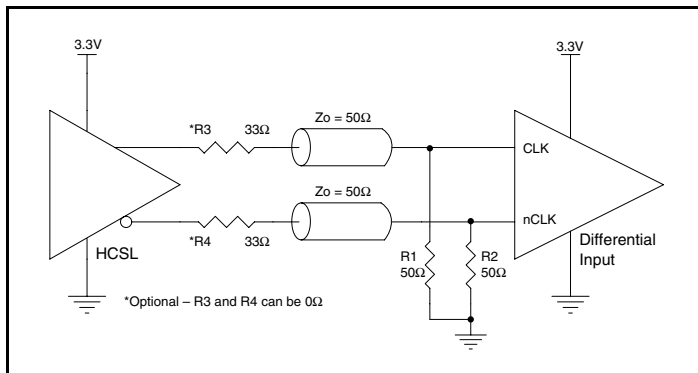 3.3V
3.3V
*R3
33Ω
Zo = 50Ω
CLK
Zo = 50Ω
nCLK
HCSL
*R4
33Ω
R1
50Ω
R2
50Ω
Differential
Input
*Optional – R3 and R4 can be 0Ω